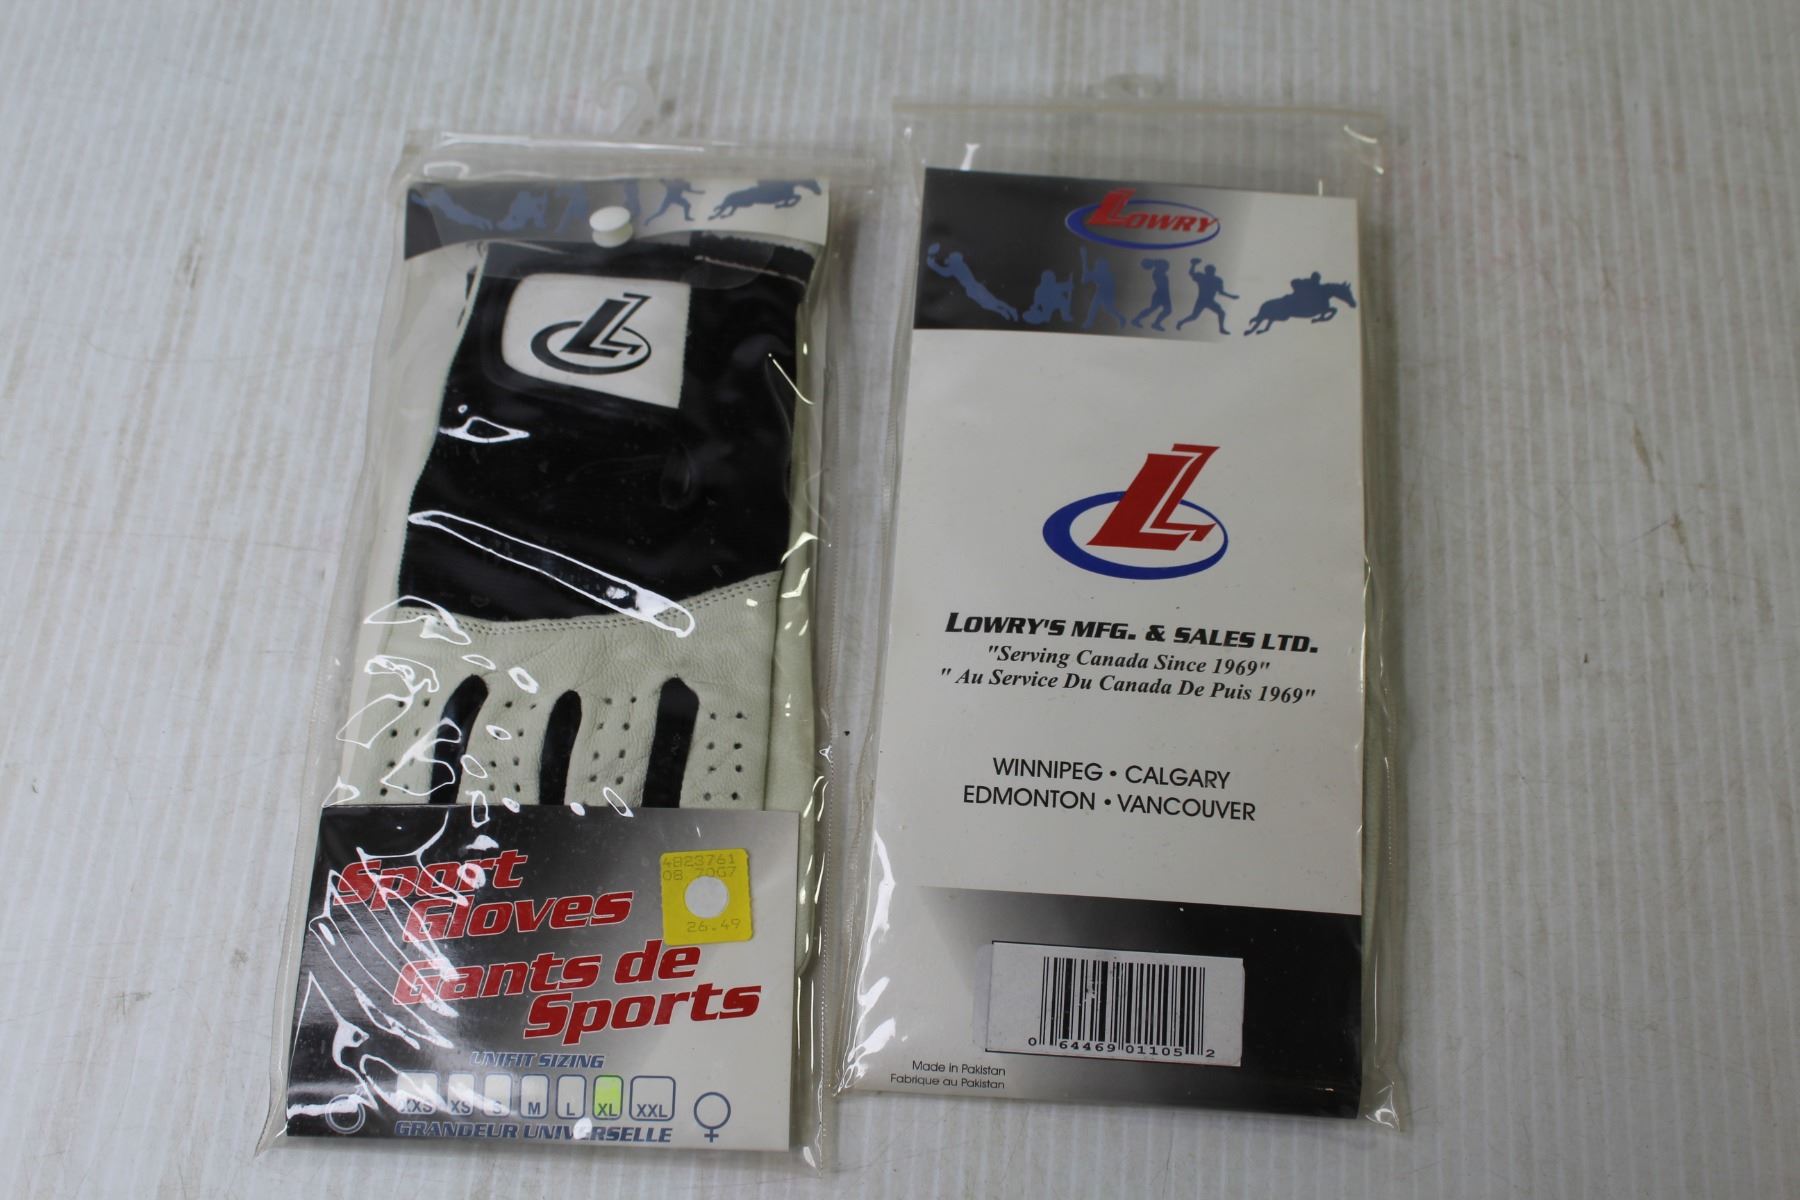 L
Sport
Gloves
Gants de
Sports
4823761
08 70G7
26.49
UNIFIT SIZING
XXS XS S M L XL XXL
GRANDEUR UNIVERSELLE
LOWRY
L
LOWRY'S MFG. & SALES LTD.
"Serving Canada Since 1969"
" Au Service Du Canada De Puis 1969"
WINNIPEG • CALGARY
EDMONTON • VANCOUVER
0 64469 01105 2
Made in Pakistan
Fabrique au Pakistan